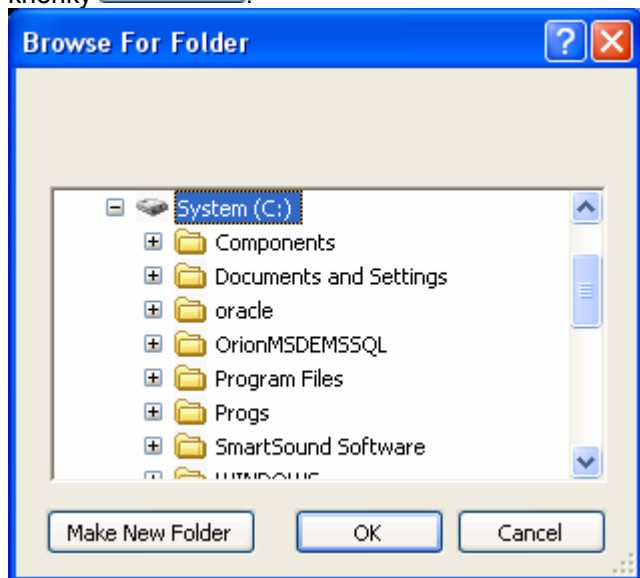 Browse For Folder
System (C:)
Components
Documents and Settings
oracle
OrionMSDEMSSQL
Program Files
Progs
SmartSound Software
WINDOWS
Make New Folder
OK
Cancel